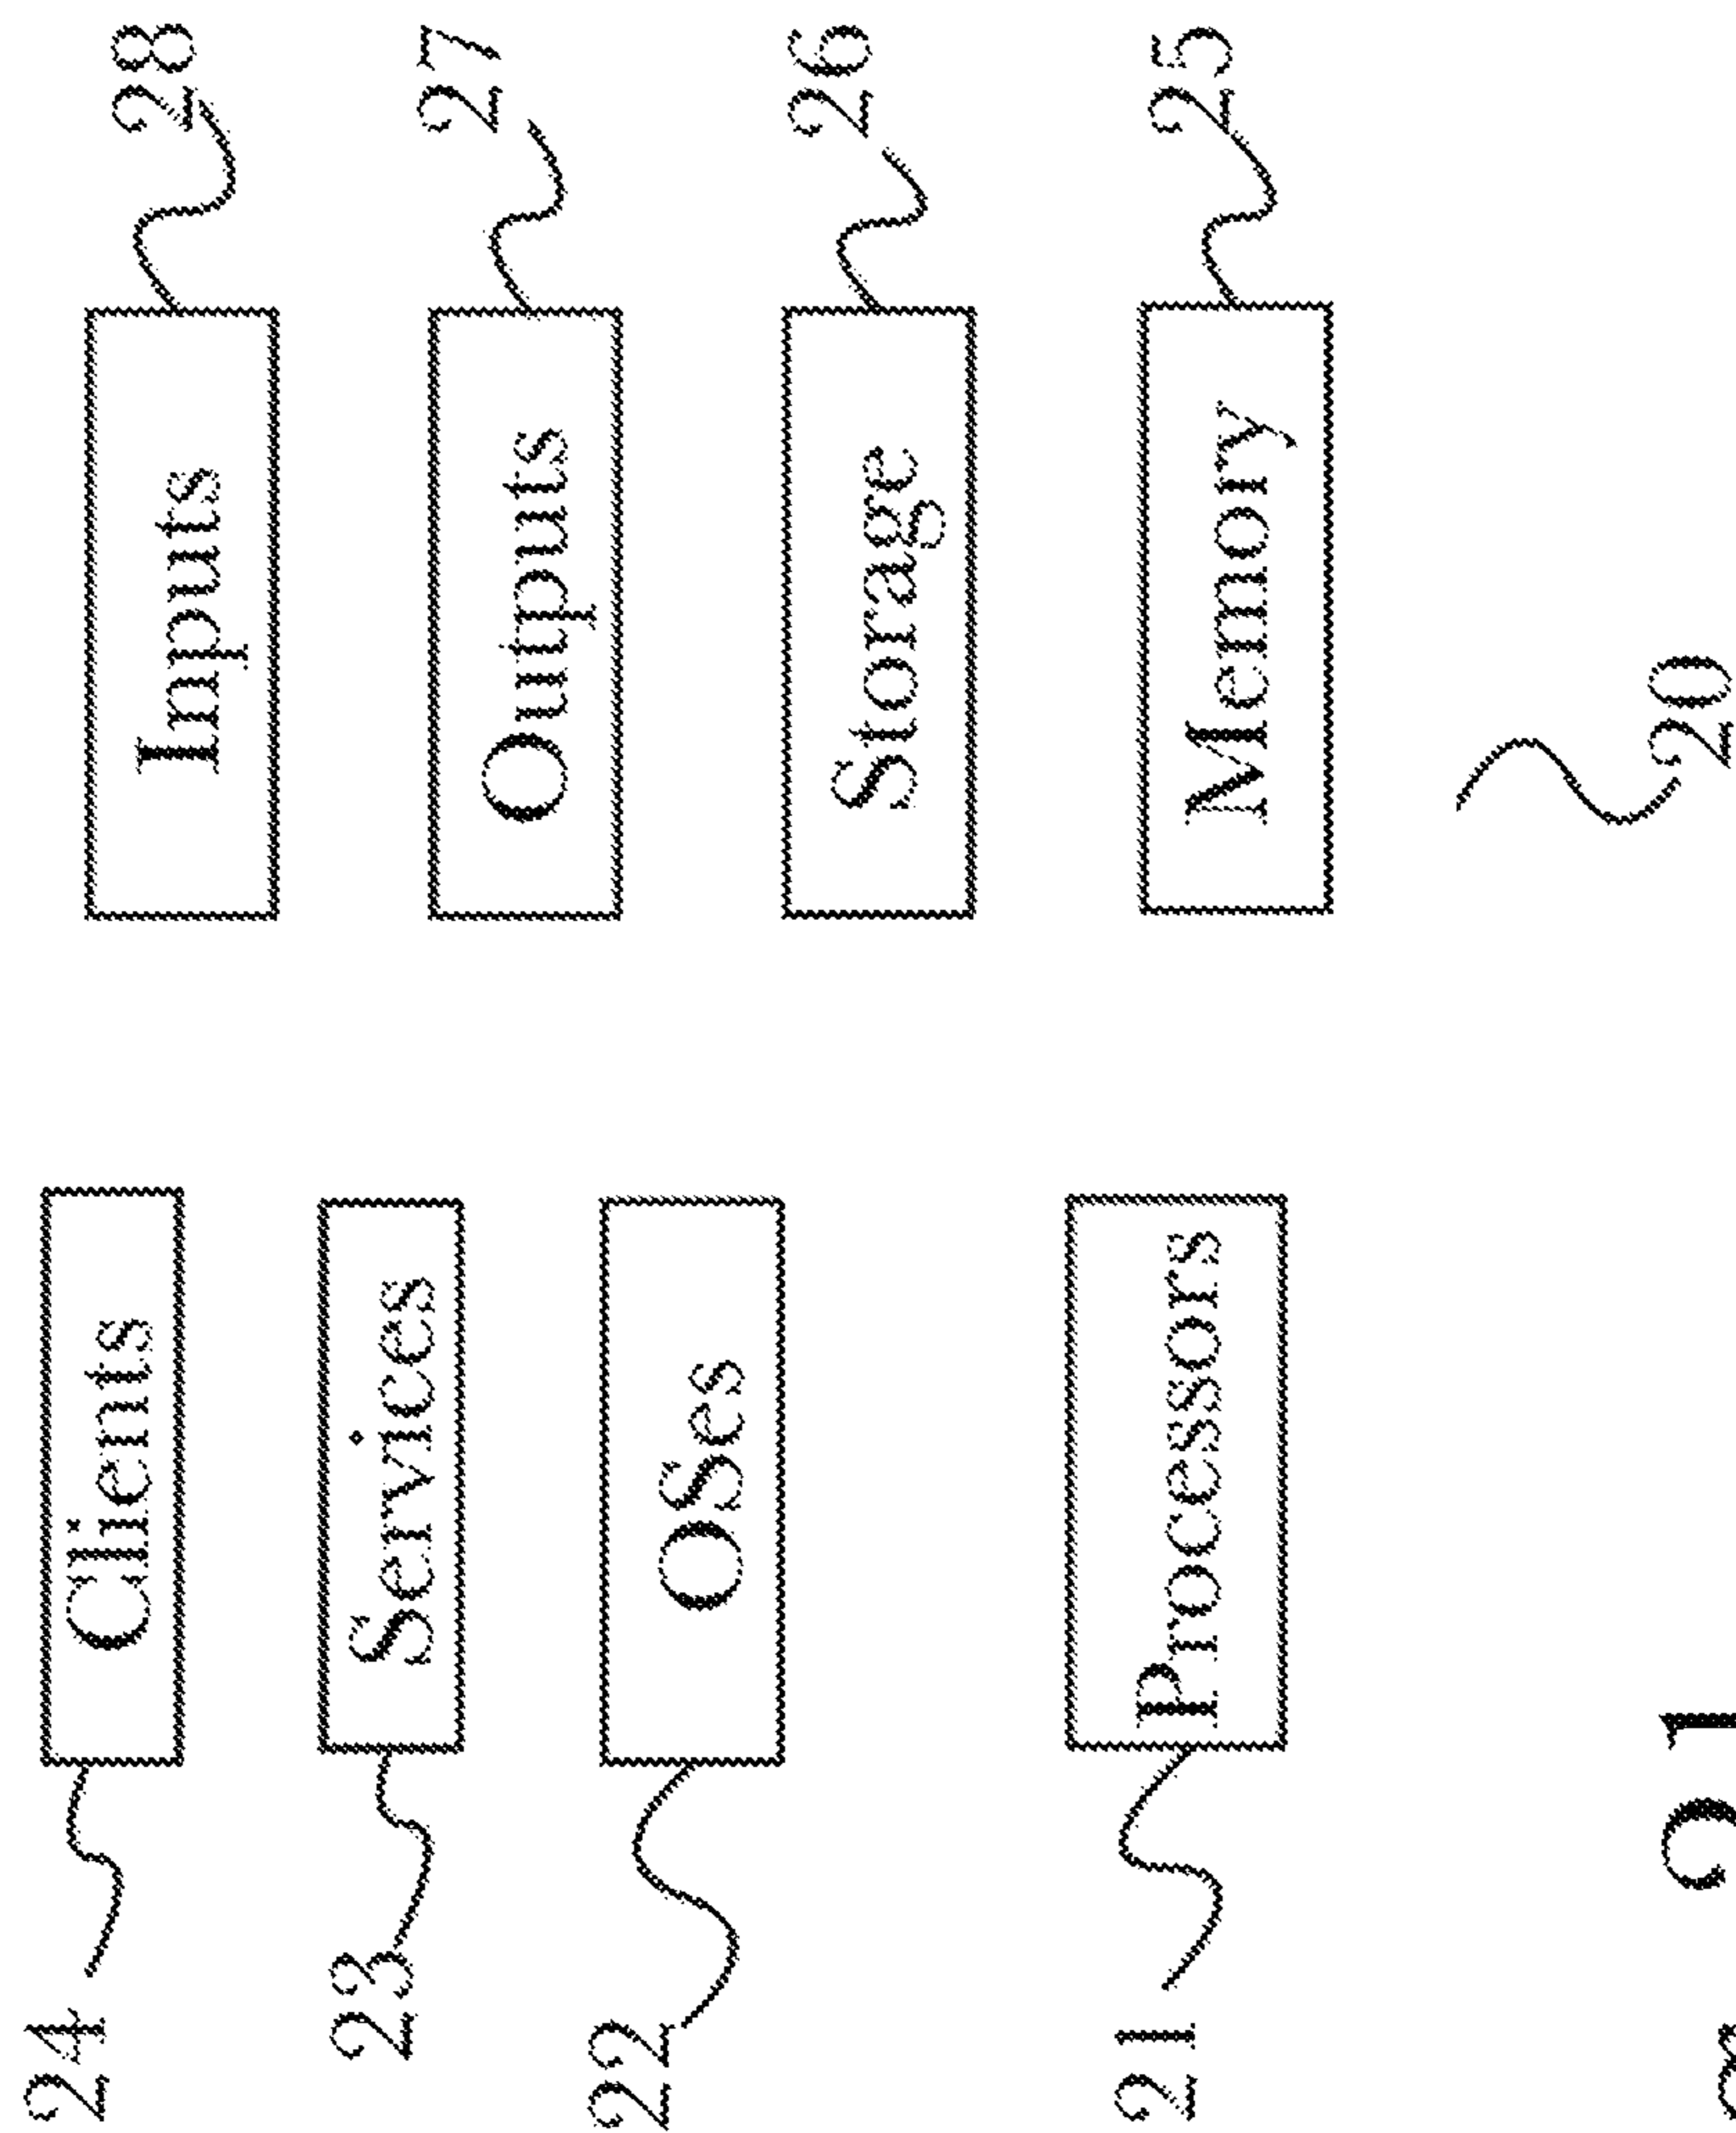 24 Clients Inputs 28
23 Services Outputs 27
22 OSes Storage 26
21 Processors Memory 25
20